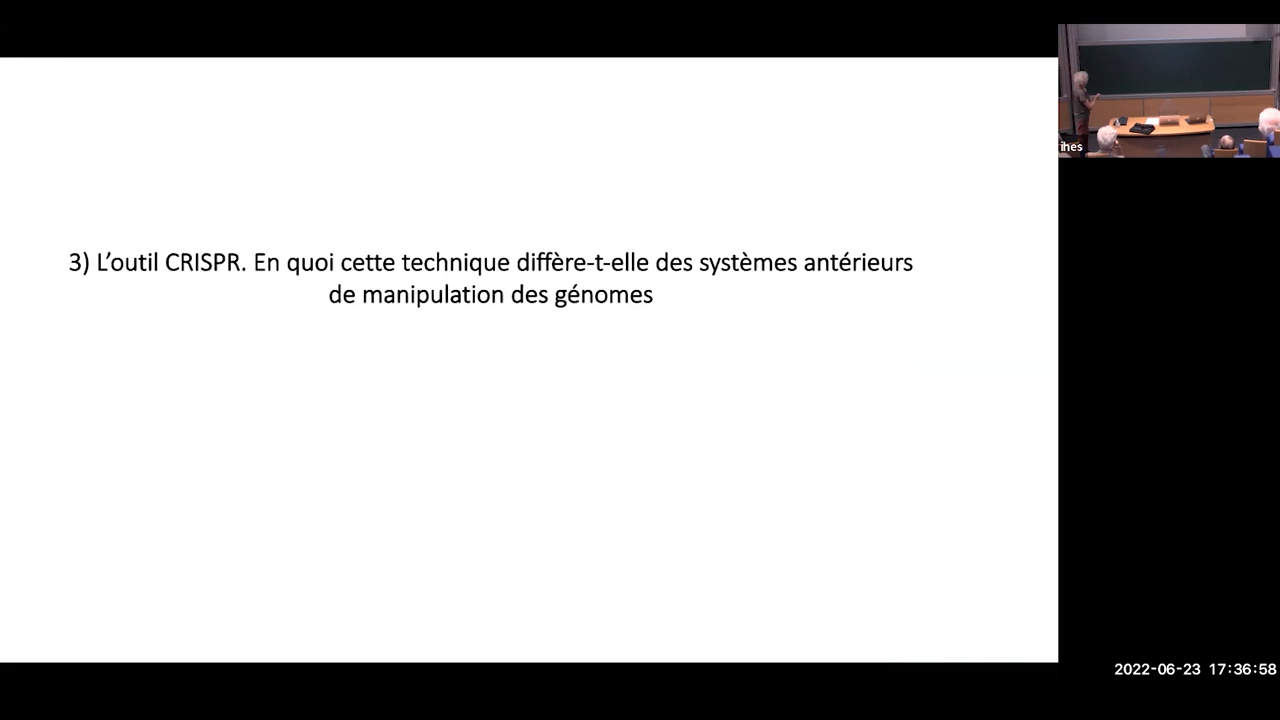 3) L’outil CRISPR. En quoi cette technique diffère-t-elle des systèmes antérieurs
de manipulation des génomes
ihes
2022-06-23 17:36:58